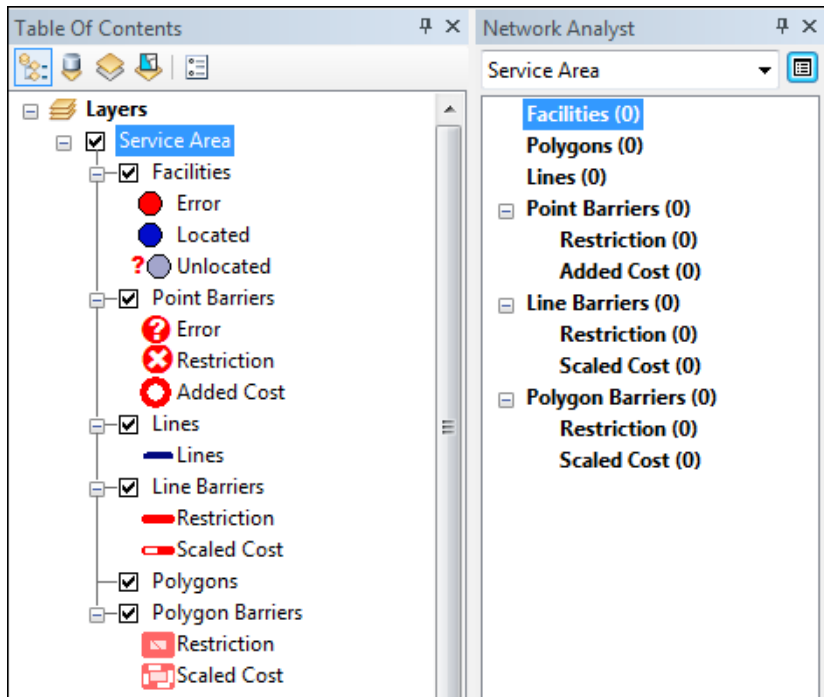 Table Of Contents
Layers
Service Area
Facilities
Error
Located
? Unlocated
Point Barriers
? Error
Restriction
Added Cost
Lines
Lines
Line Barriers
Restriction
Scaled Cost
Polygons
Polygon Barriers
Restriction
Scaled Cost
Network Analyst
Service Area
Facilities (0)
Polygons (0)
Lines (0)
Point Barriers (0)
Restriction (0)
Added Cost (0)
Line Barriers (0)
Restriction (0)
Scaled Cost (0)
Polygon Barriers (0)
Restriction (0)
Scaled Cost (0)